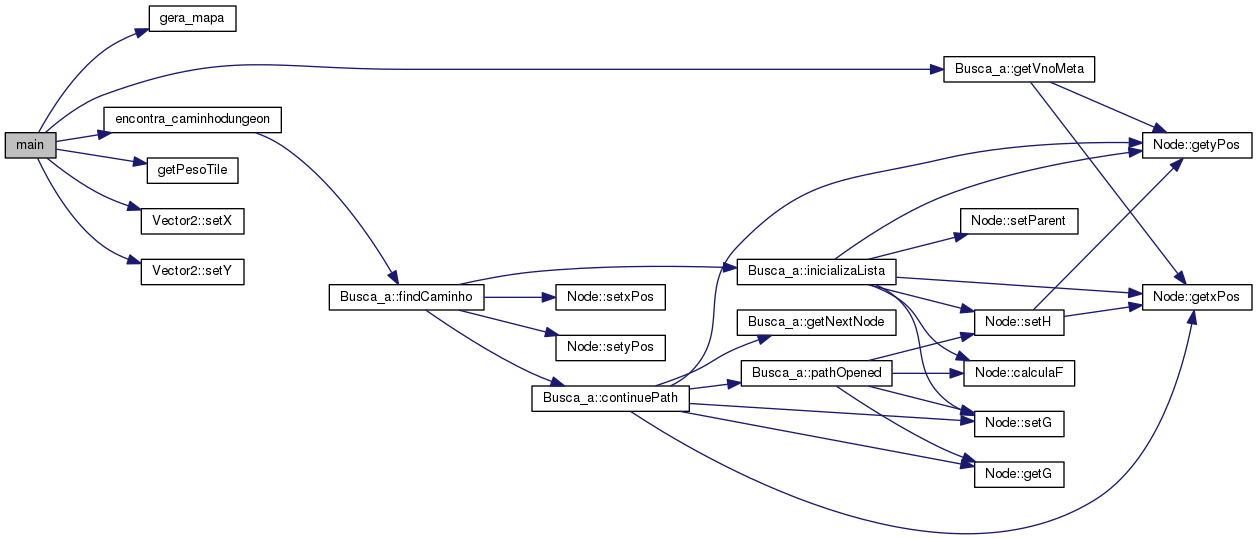 gera_mapa
Busca_a::getVnoMeta
encontra_caminhodungeon
main
Node::getyPos
getPesoTile
Vector2::setX
Node::setParent
Vector2::setY
Busca_a::inicializaLista
Busca_a::findCaminho
Node::setxPos
Node::getxPos
Busca_a::getNextNode
Node::setH
Node::setyPos
Busca_a::pathOpened
Node::calculaF
Busca_a::continuePath
Node::setG
Node::getG